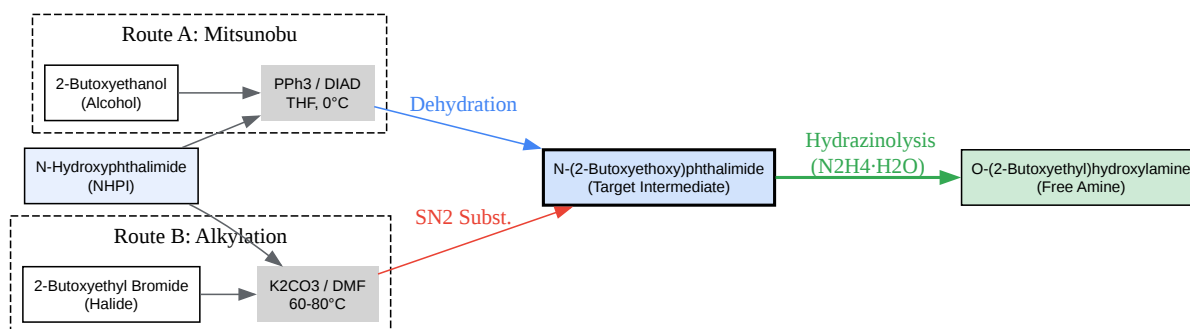 Route A: Mitsunobu
2-Butoxyethanol
(Alcohol)
PPh3 / DIAD
THF, 0°C
Dehydration
N-Hydroxyphthalimide
(NHPI)
N-(2-Butoxyethoxy)phthalimide
(Target Intermediate)
Hydrazinolysis
(N2H4·H2O)
O-(2-Butoxyethyl)hydroxylamine
(Free Amine)
SN2 Subst.
Route B: Alkylation
2-Butoxyethyl Bromide
(Halide)
K2CO3 / DMF
60-80°C